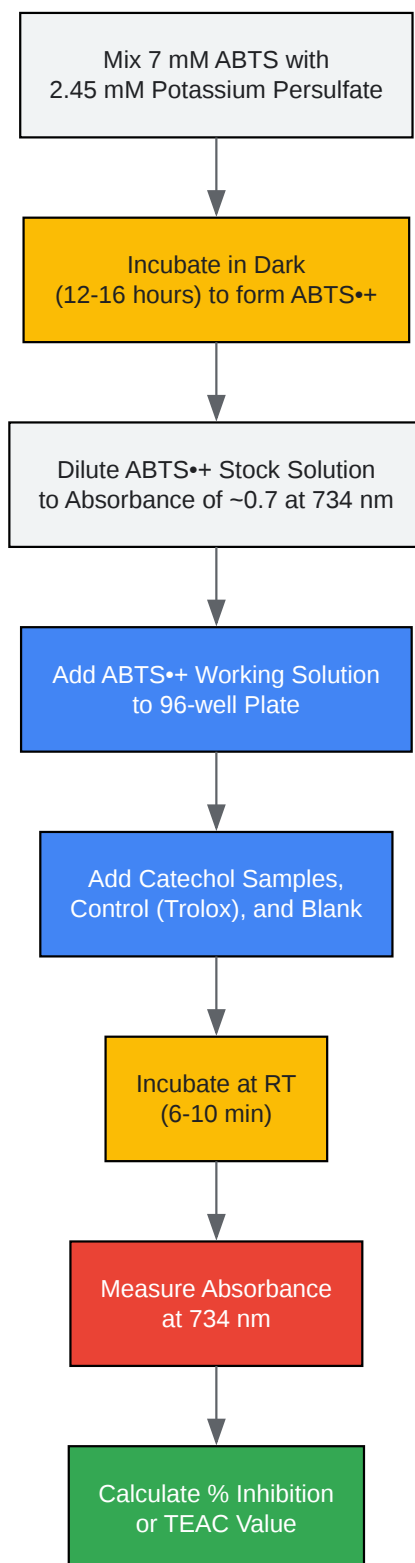 Mix 7 mM ABTS with
2.45 mM Potassium Persulfate
Incubate in Dark
(12-16 hours) to form ABTS•+
Dilute ABTS•+ Stock Solution
to Absorbance of ~0.7 at 734 nm
Add ABTS•+ Working Solution
to 96-well Plate
Add Catechol Samples,
Control (Trolox), and Blank
Incubate at RT
(6-10 min)
Measure Absorbance
at 734 nm
Calculate % Inhibition
or TEAC Value